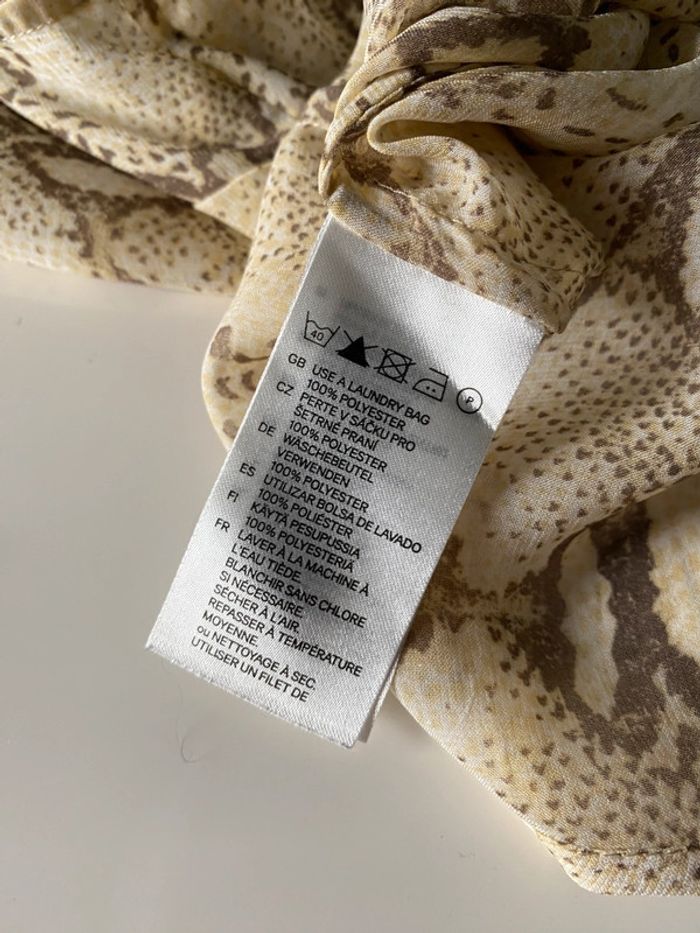 40 P
GB USE A LAUNDRY BAG
100% POLYESTER
CZ PERTE V SÁČKU PRO
ŠETRNÉ PRANÍ
100% POLYESTER
DE WÄSCHEBEUTEL
VERWENDEN
100% POLYESTER
ES UTILIZAR BOLSA DE LAVADO
100% POLIÉSTER
FI KÄYTÄ PESUPUSSIA
100% POLYESTERIÄ
FR LAVER À LA MACHINE À
L'EAU TIÈDE.
BLANCHIR SANS CHLORE
SI NÉCESSAIRE.
SÉCHER À L'AIR.
REPASSER À TEMPÉRATURE
MOYENNE.
ou NETTOYAGE À SEC.
UTILISER UN FILET DE